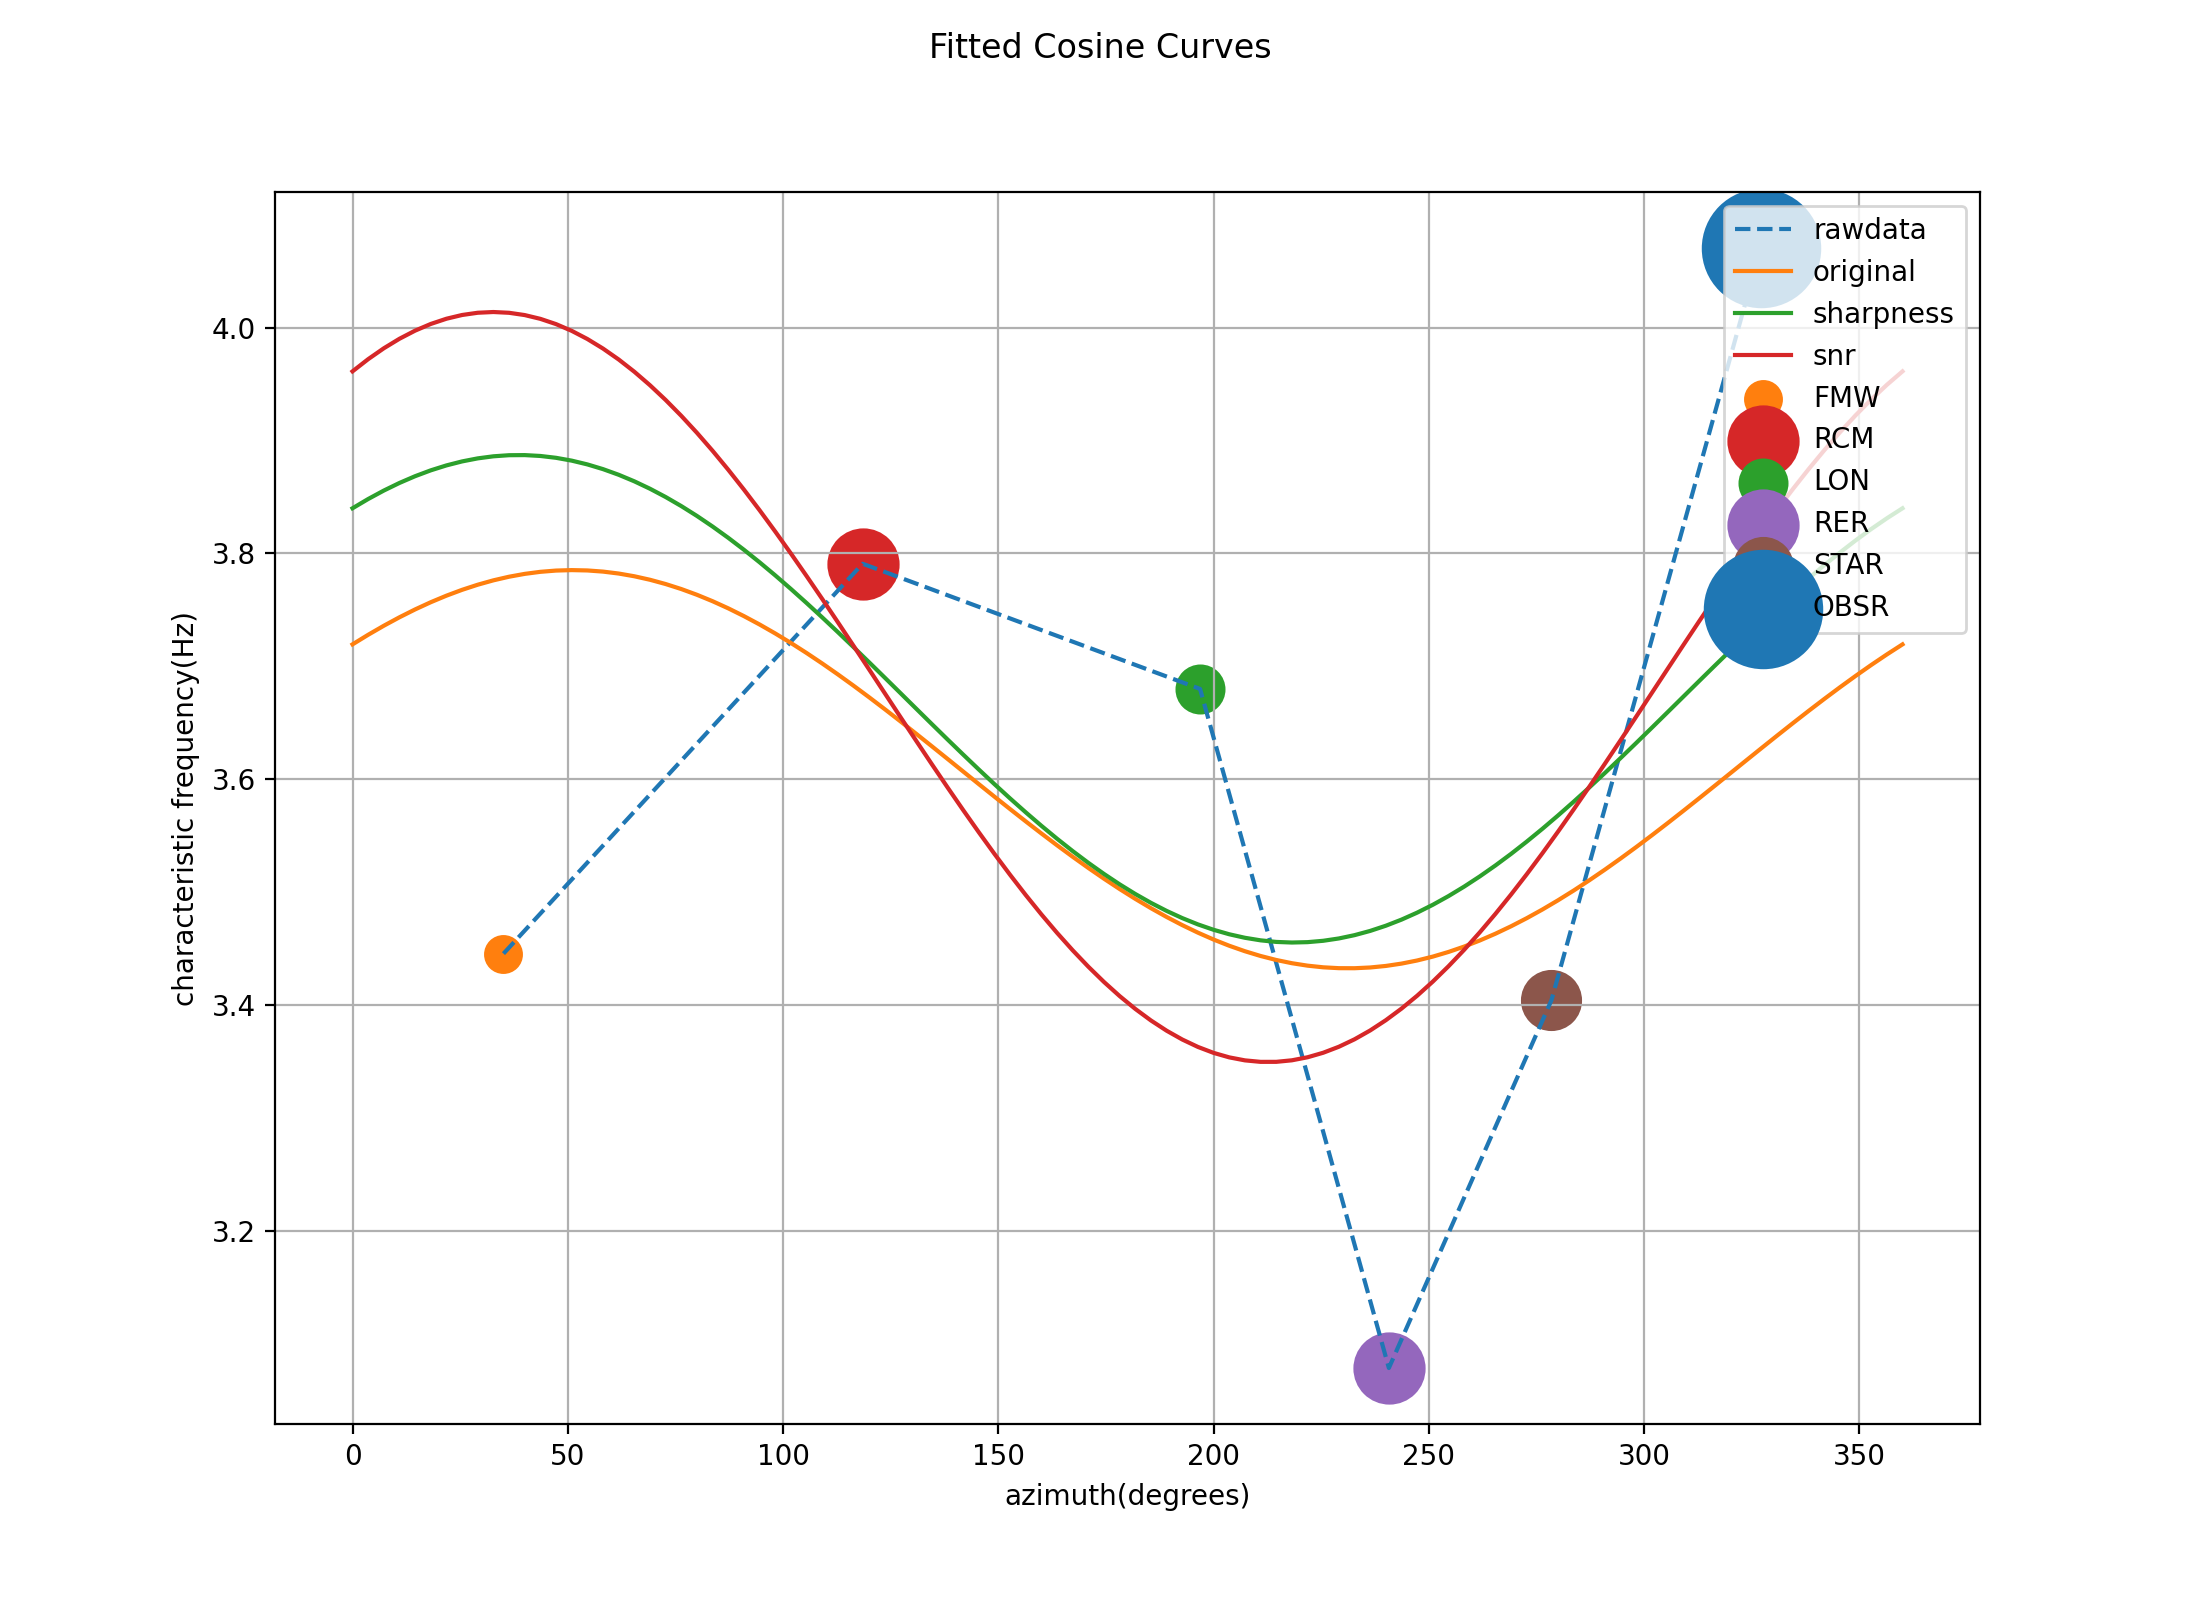 Fitted Cosine Curves
rawdata
original
sharpness
snr
FMW
RCM
LON
RER
STAR
OBSR
characteristic frequency(Hz)
4.0
3.8
3.6
3.4
3.2
0 50 100 150 200 250 300 350
azimuth(degrees)